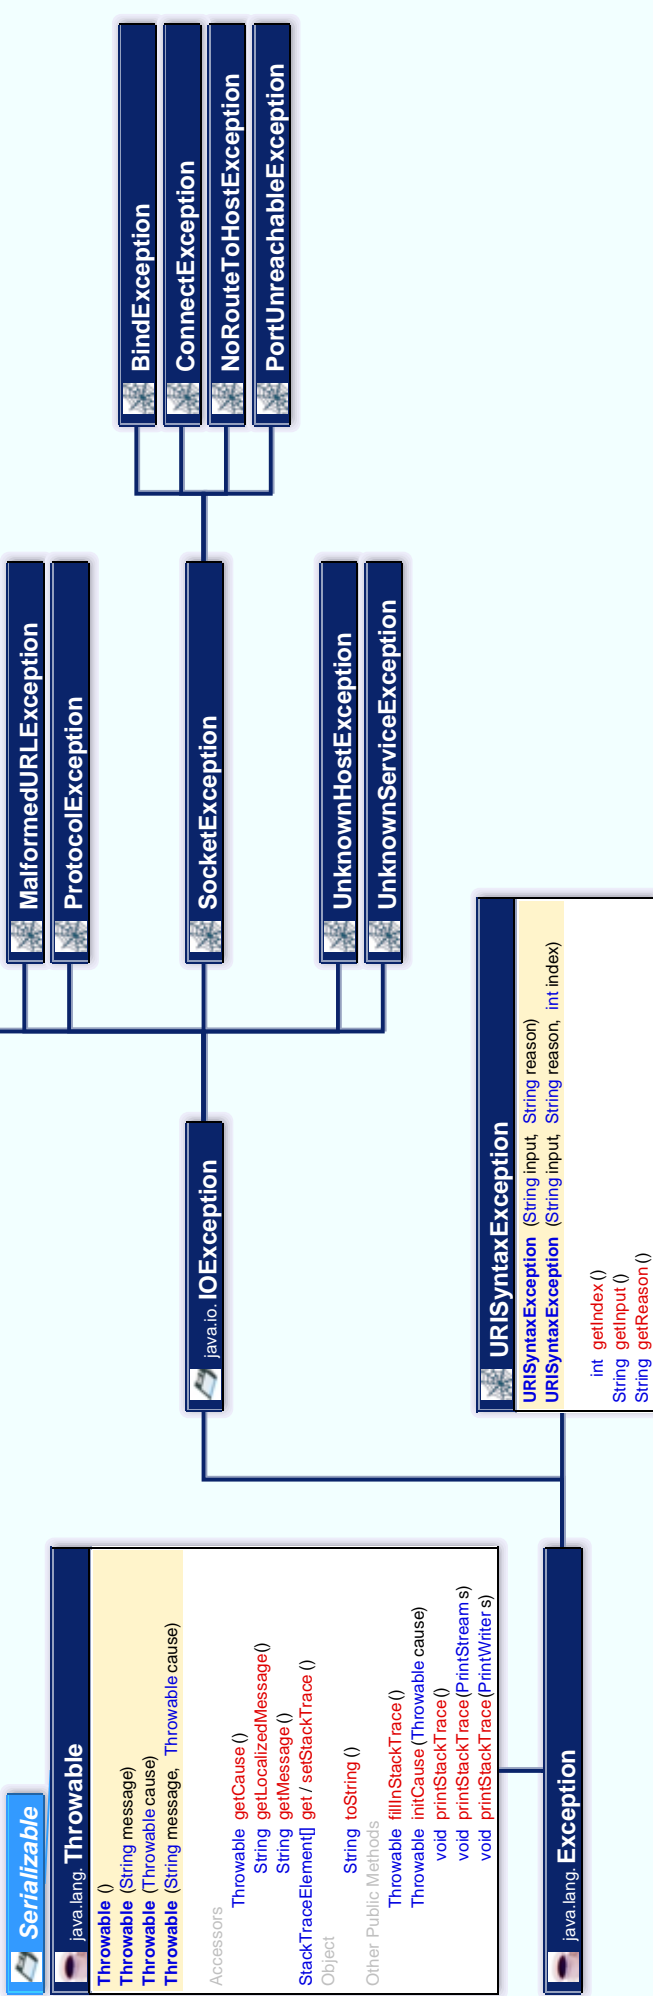 Serializable
java.lang. Throwable
Throwable ()
Throwable (String message)
Throwable (Throwable cause)
Throwable (String message, Throwable cause)
Accessors
Throwable getCause ()
String getLocalizedMessage()
String getMessage ()
StackTraceElement[] get / setStackTrace ()
Object
String toString ()
Other Public Methods
Throwable fillInStackTrace ()
Throwable initCause (Throwable cause)
void printStackTrace ()
void printStackTrace (PrintStream s)
void printStackTrace (PrintWriter s)
java.lang. Exception
java.io. IOException
URISyntaxException
URISyntaxException (String input, String reason)
URISyntaxException (String input, String reason, int index)
int getIndex ()
String getInput ()
String getReason ()
MalformedURLException
ProtocolException
SocketException
UnknownHostException
UnknownServiceException
BindException
ConnectException
NoRouteToHostException
PortUnreachableException